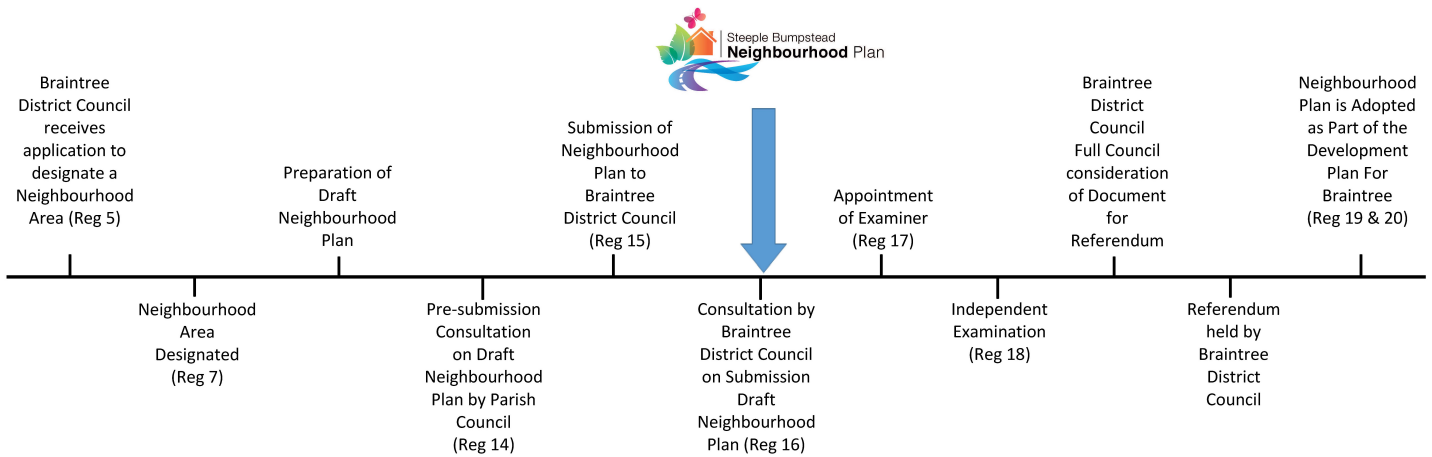 Steeple Bumpstead
Neighbourhood Plan
Braintree
District Council
receives
application to
designate a
Neighbourhood
Area (Reg 5)
Neighbourhood
Area
Designated
(Reg 7)
Preparation of
Draft
Neighbourhood
Plan
Pre-submission
Consultation
on Draft
Neighbourhood
Plan by Parish
Council
(Reg 14)
Submission of
Neighbourhood
Plan to
Braintree
District Council
(Reg 15)
Consultation by
Braintree
District Council
on Submission
Draft
Neighbourhood
Plan (Reg 16)
Appointment
of Examiner
(Reg 17)
Independent
Examination
(Reg 18)
Braintree
District
Council
Full Council
consideration
of Document
for
Referendum
Referendum
held by
Braintree
District
Council
Neighbourhood
Plan is Adopted
as Part of the
Development
Plan For
Braintree
(Reg 19 & 20)